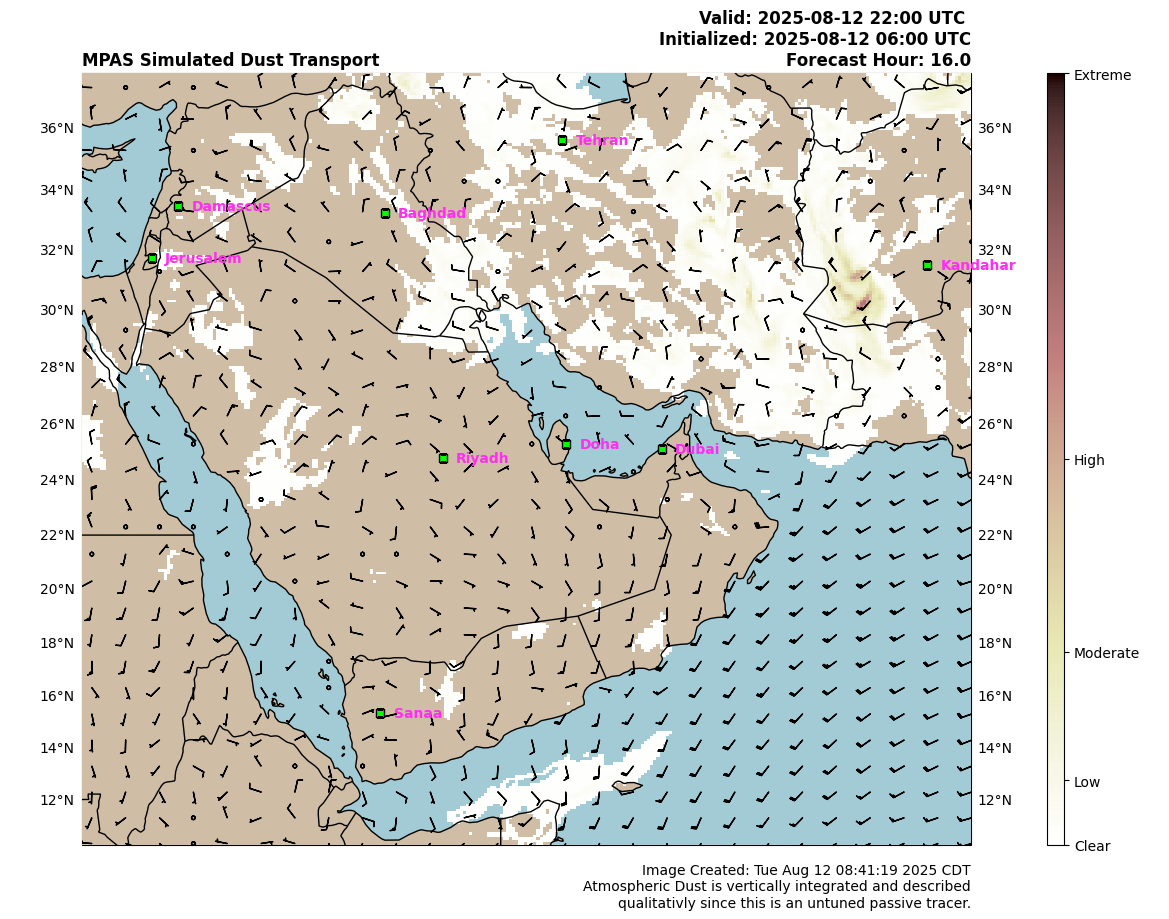 Valid: 2025-08-12 22:00 UTC
Initialized: 2025-08-12 06:00 UTC
MPAS Simulated Dust Transport
Forecast Hour: 16.0
Extreme
36°N
36°N
Tehran
34°N
34°N
Damascus
Baghdad
32°N
32°N
Jerusalem
Kandahar
30°N
30°N
28°N
28°N
26°N
26°N
Doha
Dubai
Riyadh
High
24°N
24°N
22°N
22°N
20°N
20°N
18°N
18°N
Moderate
16°N
16°N
Sanaa
14°N
14°N
Low
12°N
12°N
Clear
Image Created: Tue Aug 12 08:41:19 2025 CDT
Atmospheric Dust is vertically integrated and described
qualitativly since this is an untuned passive tracer.